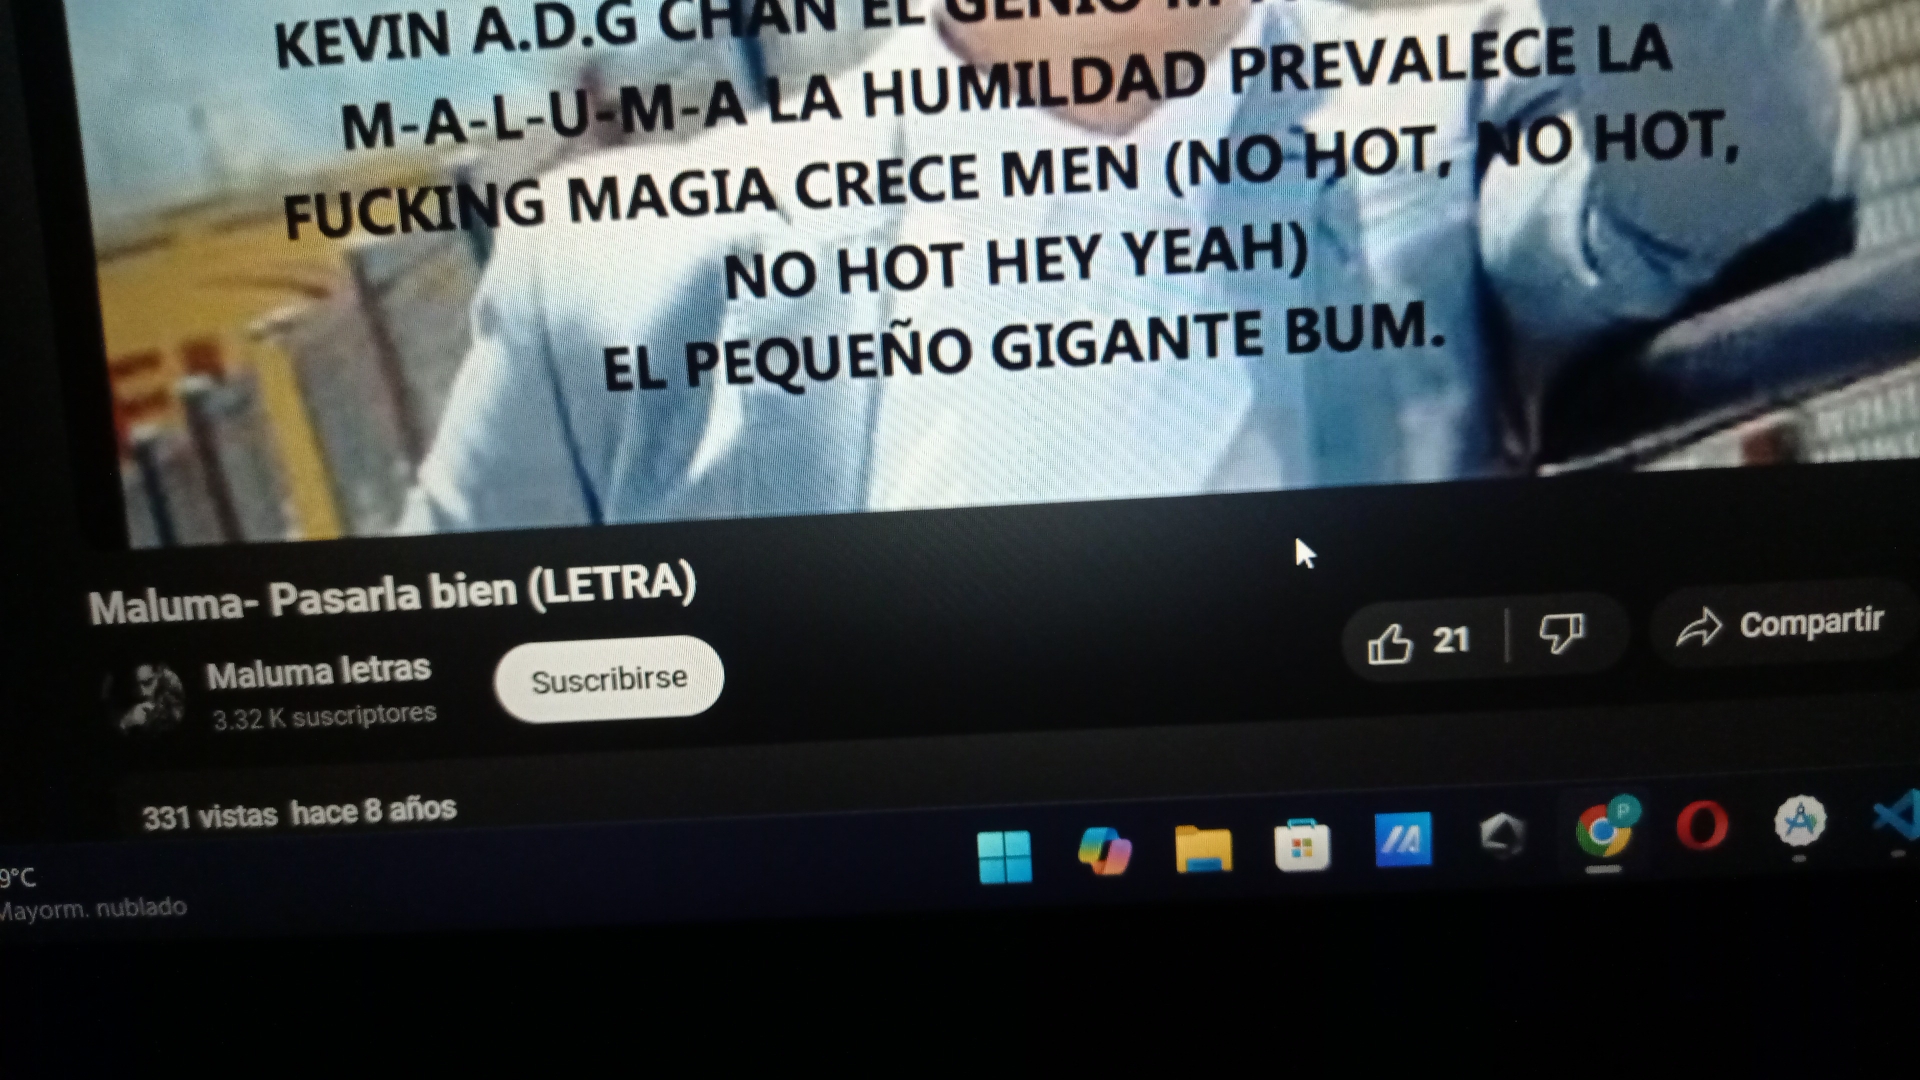 KEVIN A.D.G CHAN EL GENIO
M-A-L-U-M-A LA HUMILDAD PREVALECE LA
FUCKING MAGIA CRECE MEN (NO HOT, NO HOT,
NO HOT HEY YEAH)
EL PEQUEÑO GIGANTE BUM.
Maluma- Pasarla bien (LETRA)
Maluma letras
3.32 K suscriptores
Suscribirse
21
Compartir
331 vistas hace 8 años
P
9°C
Mayorm. nublado